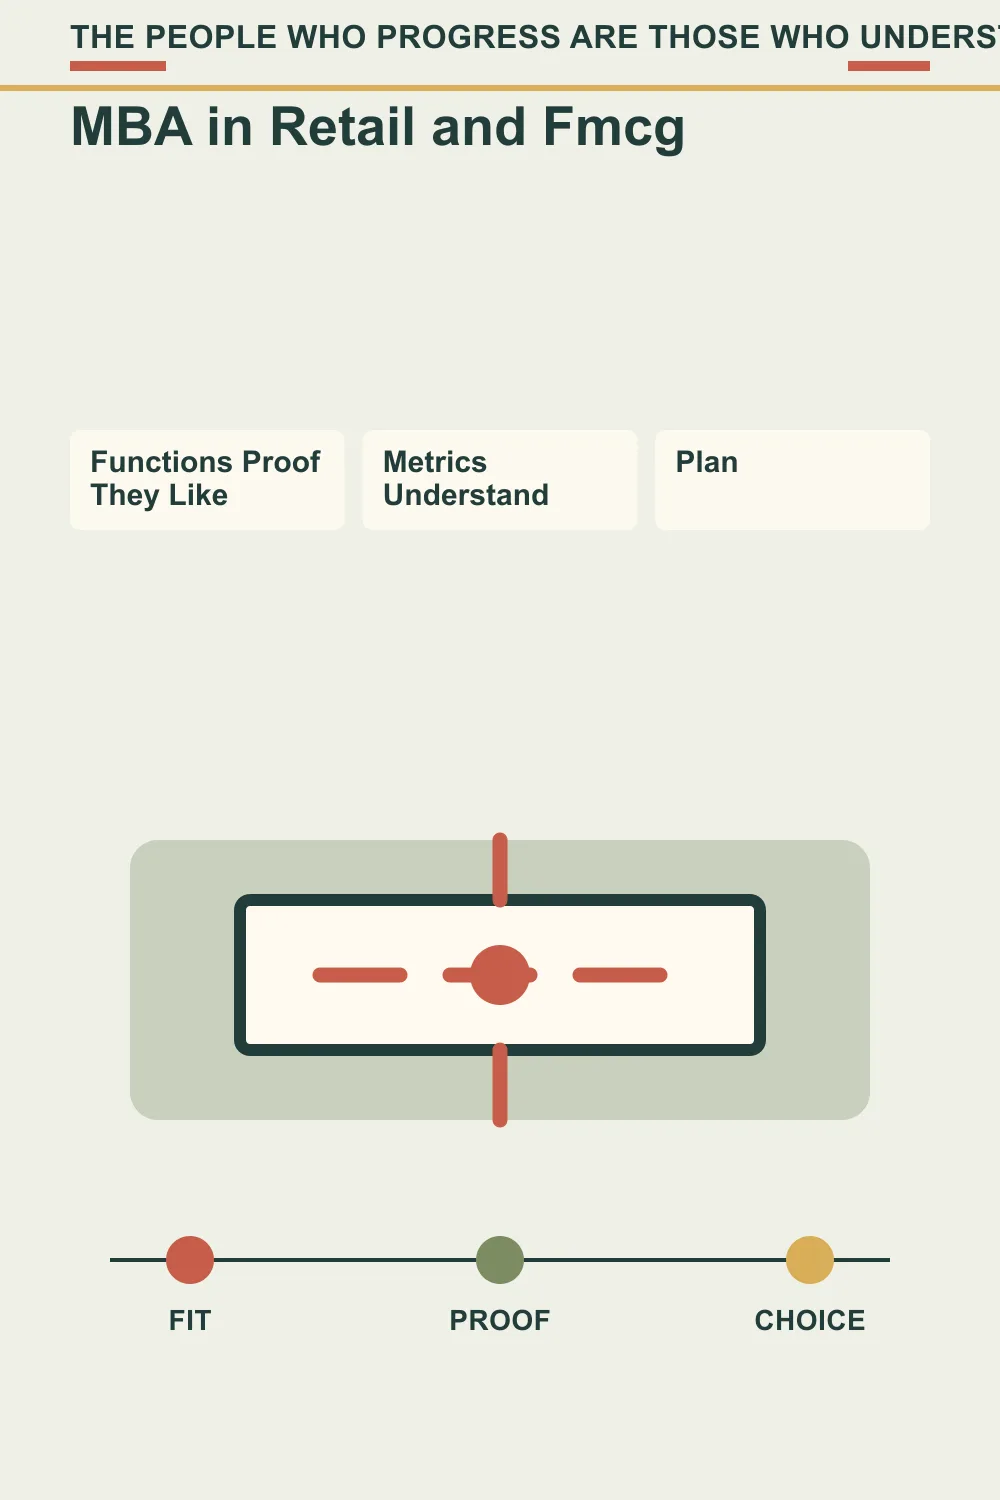 THE PEOPLE WHO PROGRESS ARE THOSE WHO UNDERS
MBA in Retail and Fmcg
Functions Proof
They Like
Metrics
Understand
Plan
FIT
PROOF
CHOICE